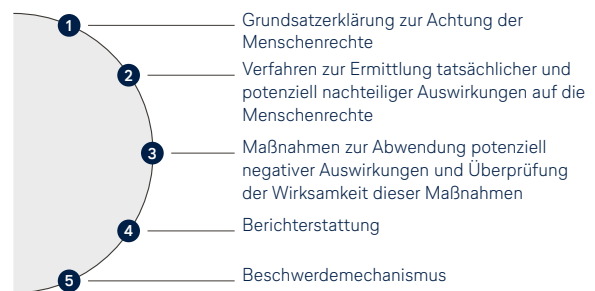 1 Grundsatzerklärung zur Achtung der
Menschenrechte
2 Verfahren zur Ermittlung tatsächlicher und
potenziell nachteiliger Auswirkungen auf die
Menschenrechte
3 Maßnahmen zur Abwendung potenziell
negativer Auswirkungen und Überprüfung
der Wirksamkeit dieser Maßnahmen
4 Berichterstattung
5 Beschwerdemechanismus